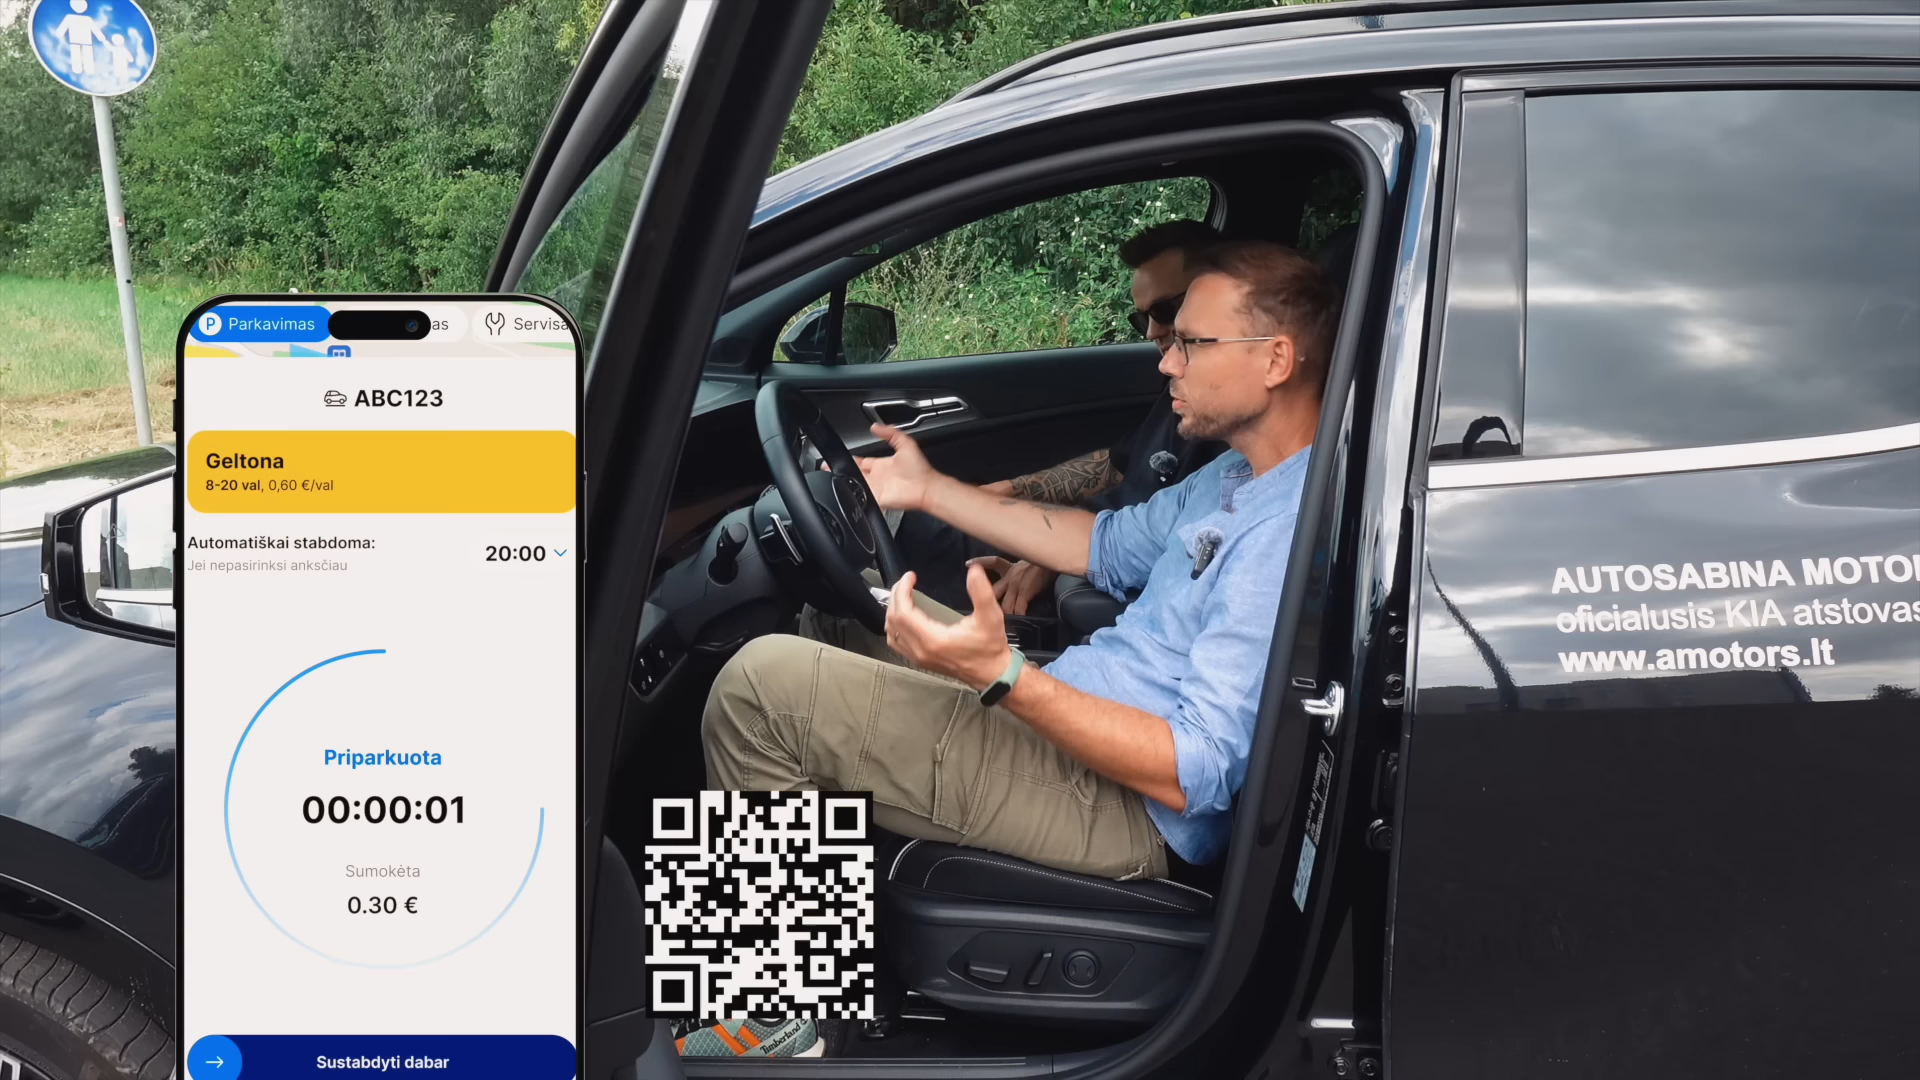 Parkavimas
as
Servisa
ABC123
Geltona
8-20 val, 0,60 €/val
Automatiškai stabdoma:
Jei nepasirinksi anksčiau
20:00
Priparkuota
00:00:01
Sumokėta
0.30 €
Sustabdyti dabar
AUTOSABINA MOTO
oficialusis KIA atstovas
www.amotors.lt
Timberland